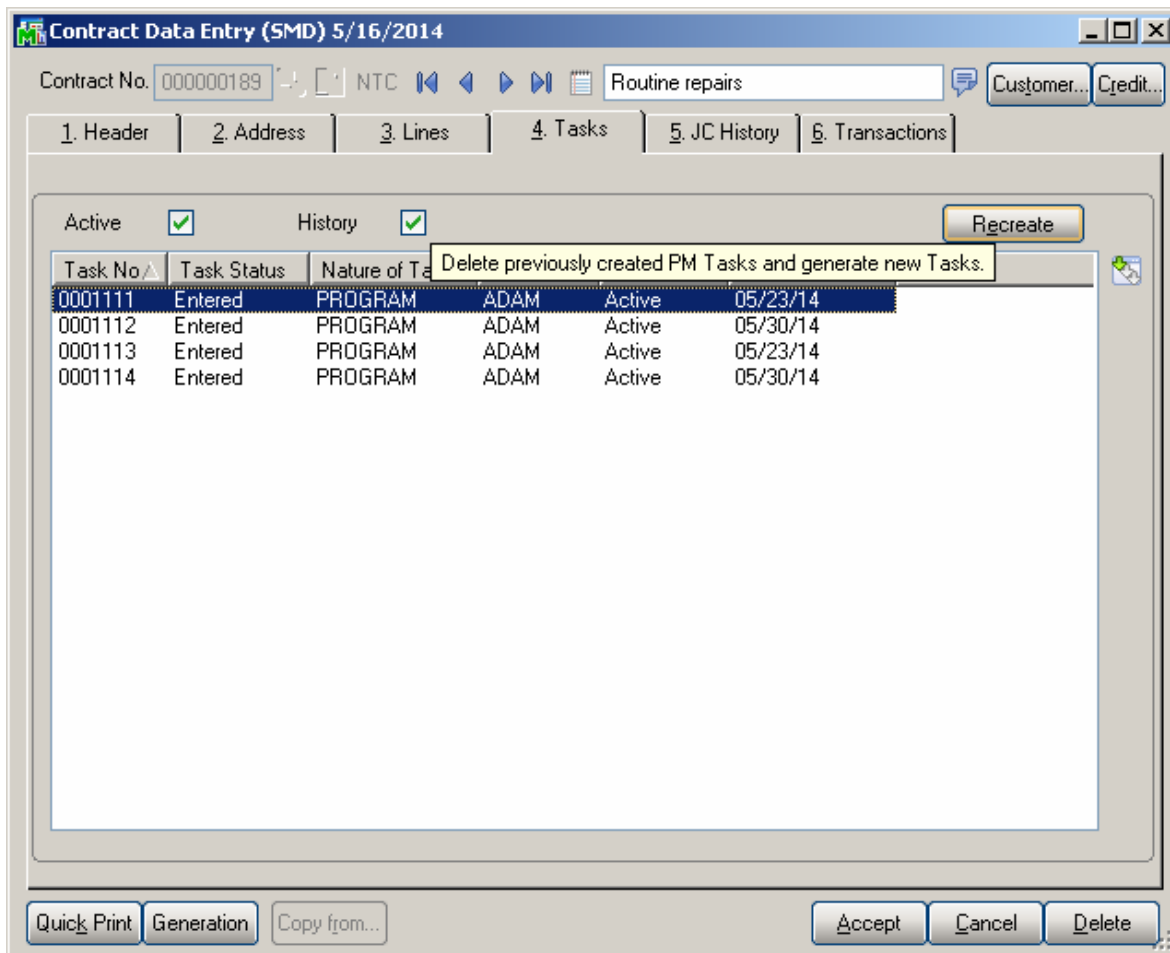 Contract Data Entry (SMD) 5/16/2014
Contract No. 000000189 NTC Routine repairs Customer... Credit...
1. Header 2. Address 3. Lines 4. Tasks 5. JC History 6. Transactions
Active History Recreate
Delete previously created PM Tasks and generate new Tasks.
Task No Task Status Nature of Ta
0001111 Entered PROGRAM ADAM Active 05/23/14
0001112 Entered PROGRAM ADAM Active 05/30/14
0001113 Entered PROGRAM ADAM Active 05/23/14
0001114 Entered PROGRAM ADAM Active 05/30/14
Quick Print Generation Copy from... Accept Cancel Delete